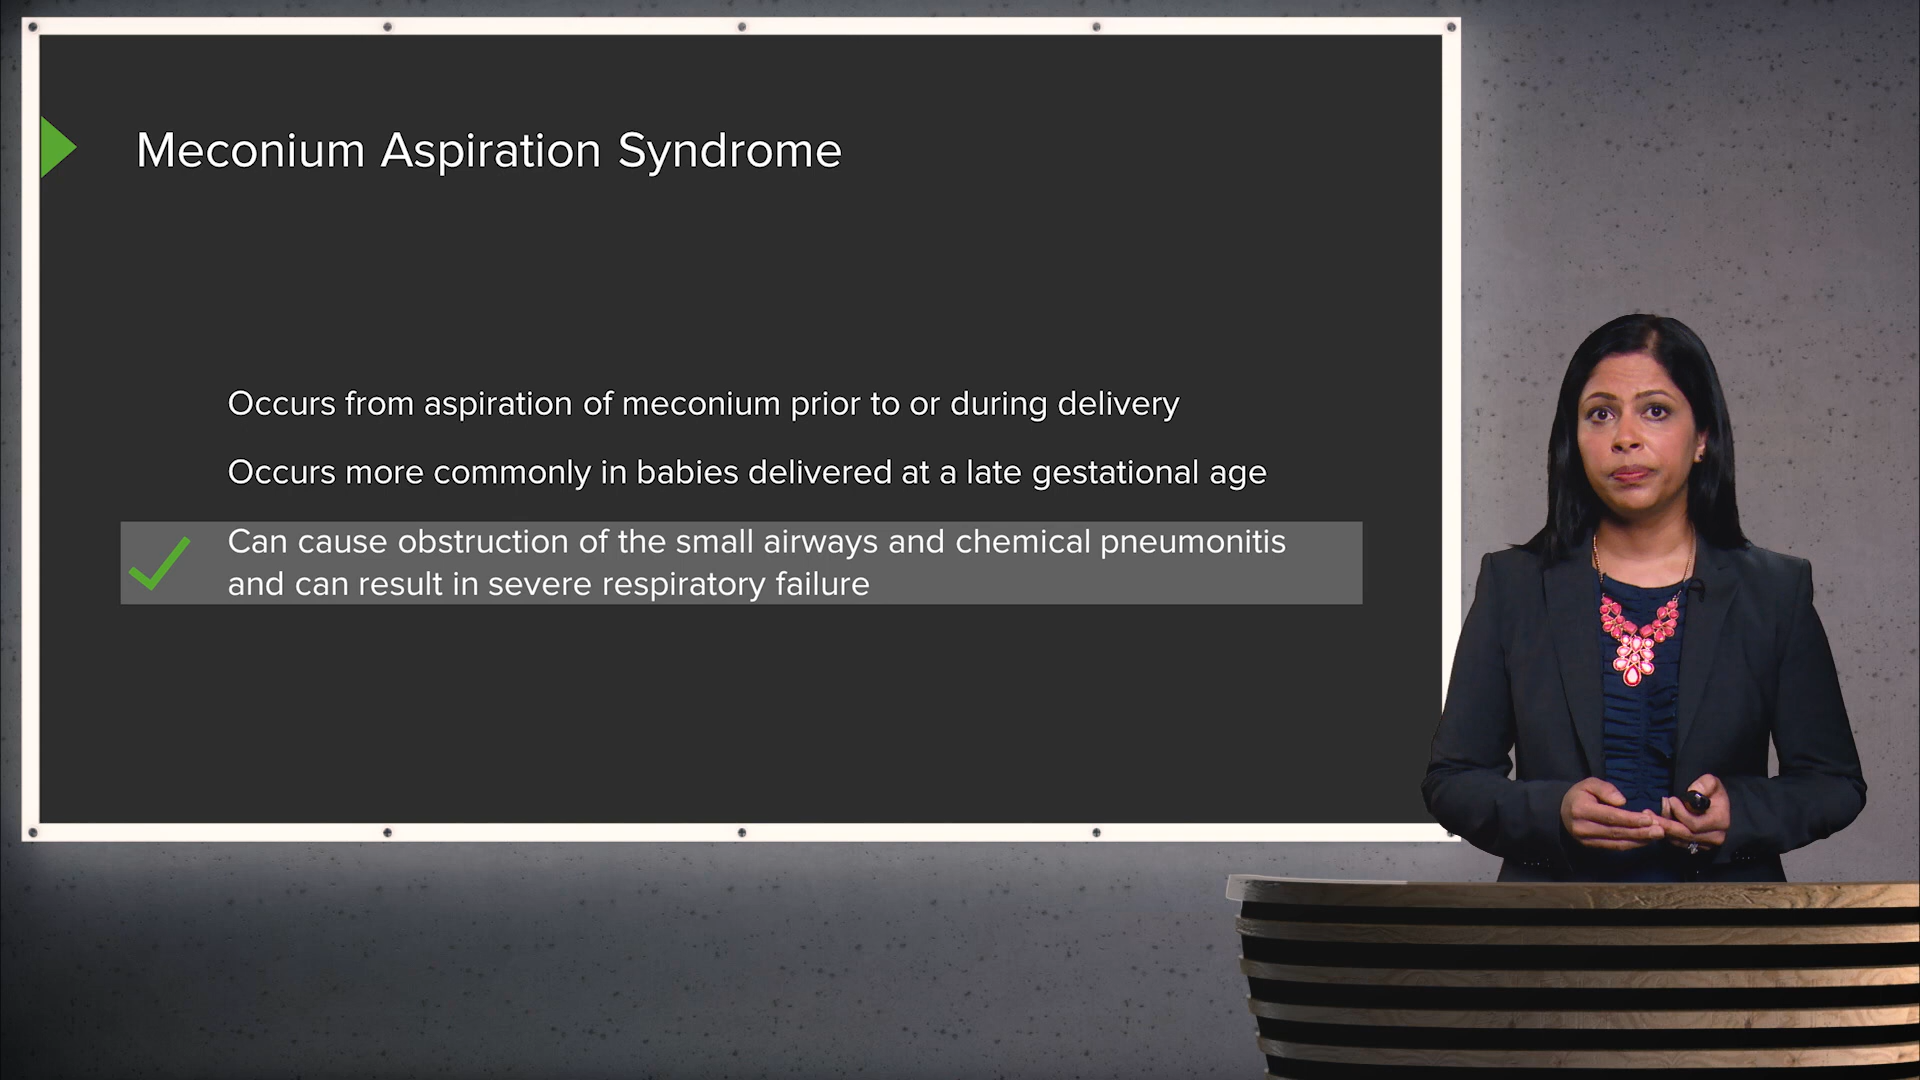 Meconium Aspiration Syndrome
Occurs from aspiration of meconium prior to or during delivery
Occurs more commonly in babies delivered at a late gestational age
Can cause obstruction of the small airways and chemical pneumonitis
and can result in severe respiratory failure